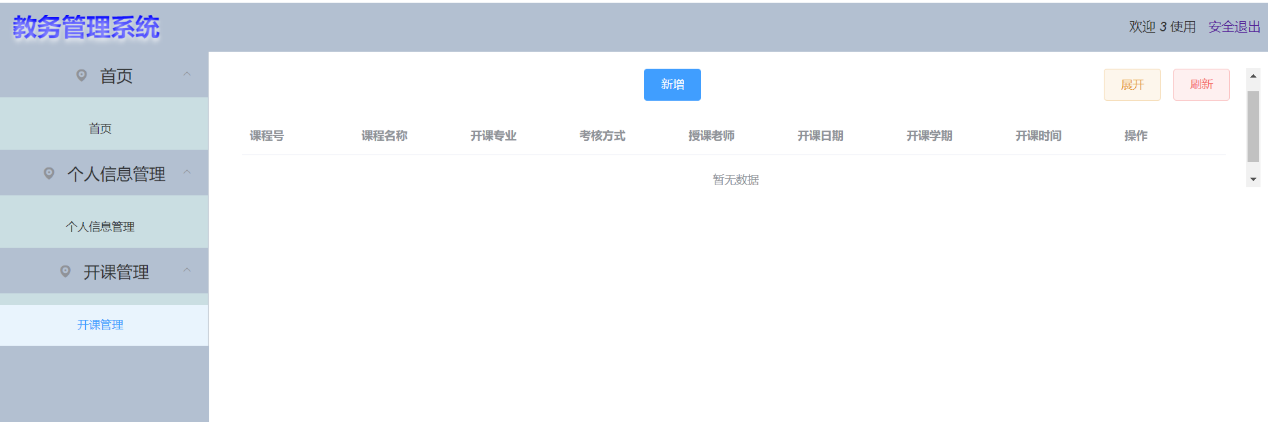 教务管理系统
欢迎 3 使用 安全退出
首页
首页
个人信息管理
个人信息管理
开课管理
开课管理
新增
展开 刷新
课程号 课程名称 开课专业 考核方式 授课老师 开课日期 开课学期 开课时间 操作
暂无数据